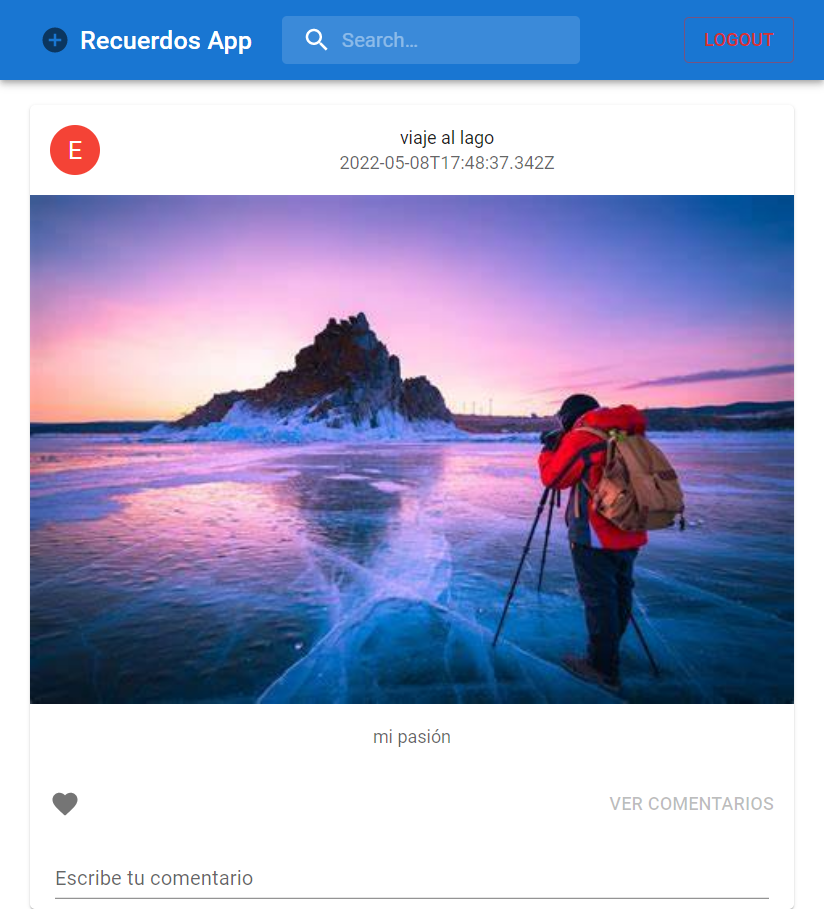 Recuerdos App
Search…
LOGOUT
E
viaje al lago
2022-05-08T17:48:37.342Z
mi pasión
VER COMENTARIOS
Escribe tu comentario